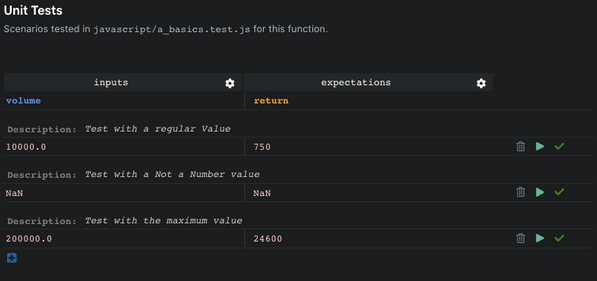 Unit Tests
Scenarios tested in javascript/a_basics.test.js for this function.
inputs expectations
volume return
Description: Test with a regular Value
10000.0 750
Description: Test with a Not a Number value
NaN NaN
Description: Test with the maximum value
200000.0 24600